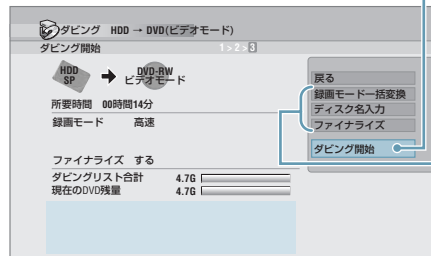 ダビング HDD → DVD(ビデオモード)
ダビング開始
1 > 2 > 3
HDD
SP
➔
DVD-RW
ビデオモード
所要時間 00時間14分
録画モード 高速
ファイナライズ する
ダビングリスト合計 4.7G
現在のDVD残量 4.7G
戻る
録画モード一括変換
ディスク名入力
ファイナライズ
ダビング開始